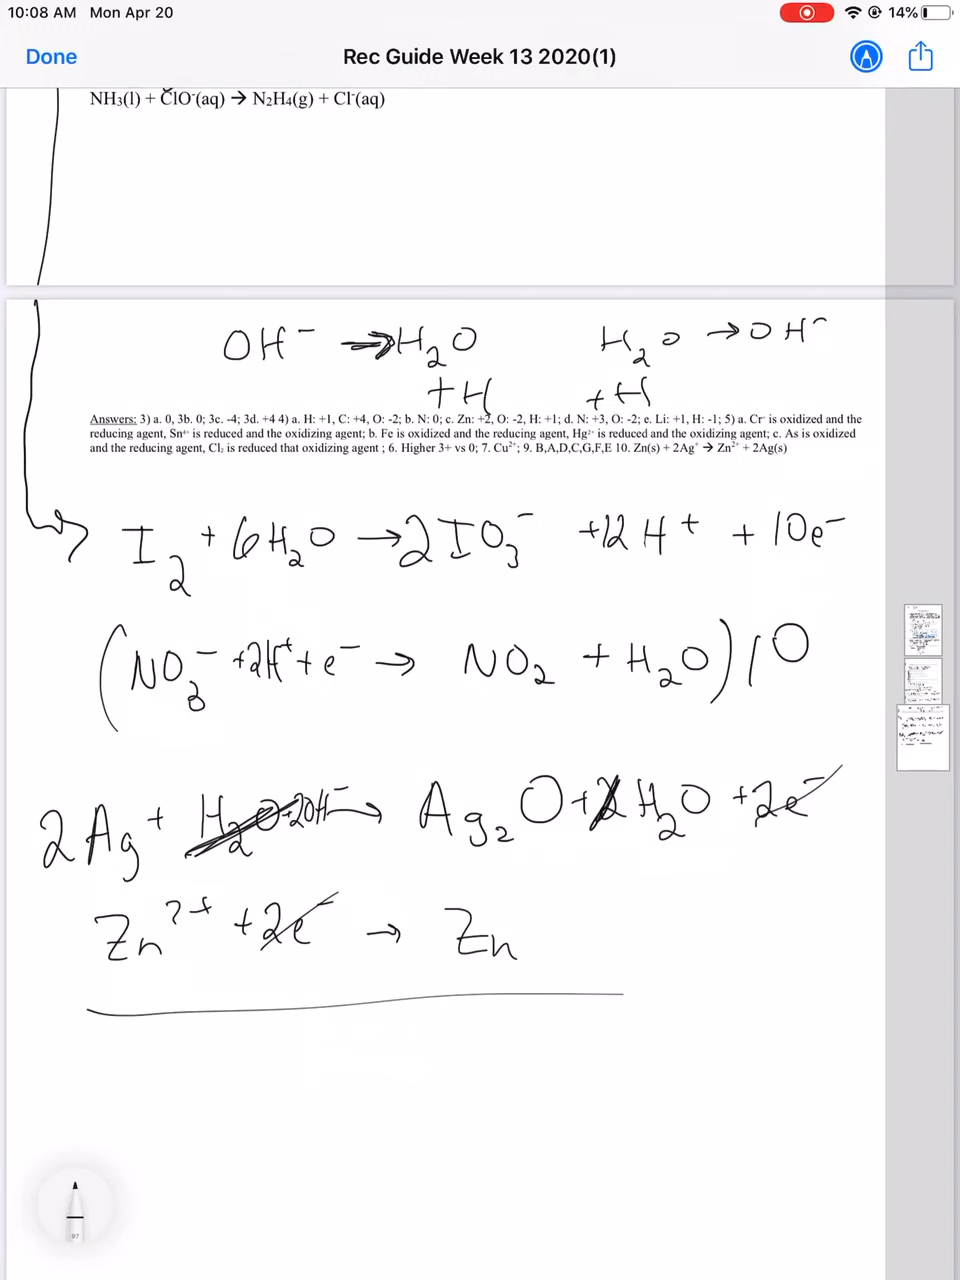 10:08 AM Mon Apr 20
14%
Done
Rec Guide Week 13 2020(1)
NH₃(l) + ClO⁻(aq) → N₂H₄(g) + Cl⁻(aq)
OH⁻ → H₂O H₂O → OH⁻
+H +H
Answers: 3) a. 0, 3b. 0; 3c. -4; 3d. +4 4) a. H: +1, C: +4, O: -2; b. N: 0; c. Zn: +2, O: -2, H: +1; d. N: +3, O: -2; e. Li: +1, H: -1; 5) a. Cr⁻ is oxidized and the
reducing agent, Sn⁴⁺ is reduced and the oxidizing agent; b. Fe is oxidized and the reducing agent, Hg²⁺ is reduced and the oxidizing agent; c. As is oxidized
and the reducing agent, Cl₂ is reduced that oxidizing agent ; 6. Higher 3+ vs 0; 7. Cu²⁺; 9. B,A,D,C,G,F,E 10. Zn(s) + 2Ag⁺ → Zn²⁺ + 2Ag(s)
I₂ + 6H₂O → 2IO₃⁻ +12H⁺ + 10e⁻
(NO₃⁻ +2H⁺ + e⁻ → NO₂ + H₂O)10
2Ag + H₂O +2OH⁻ → Ag₂O + 2H₂O +2e⁻
Zn²⁺ +2e⁻ → Zn
97